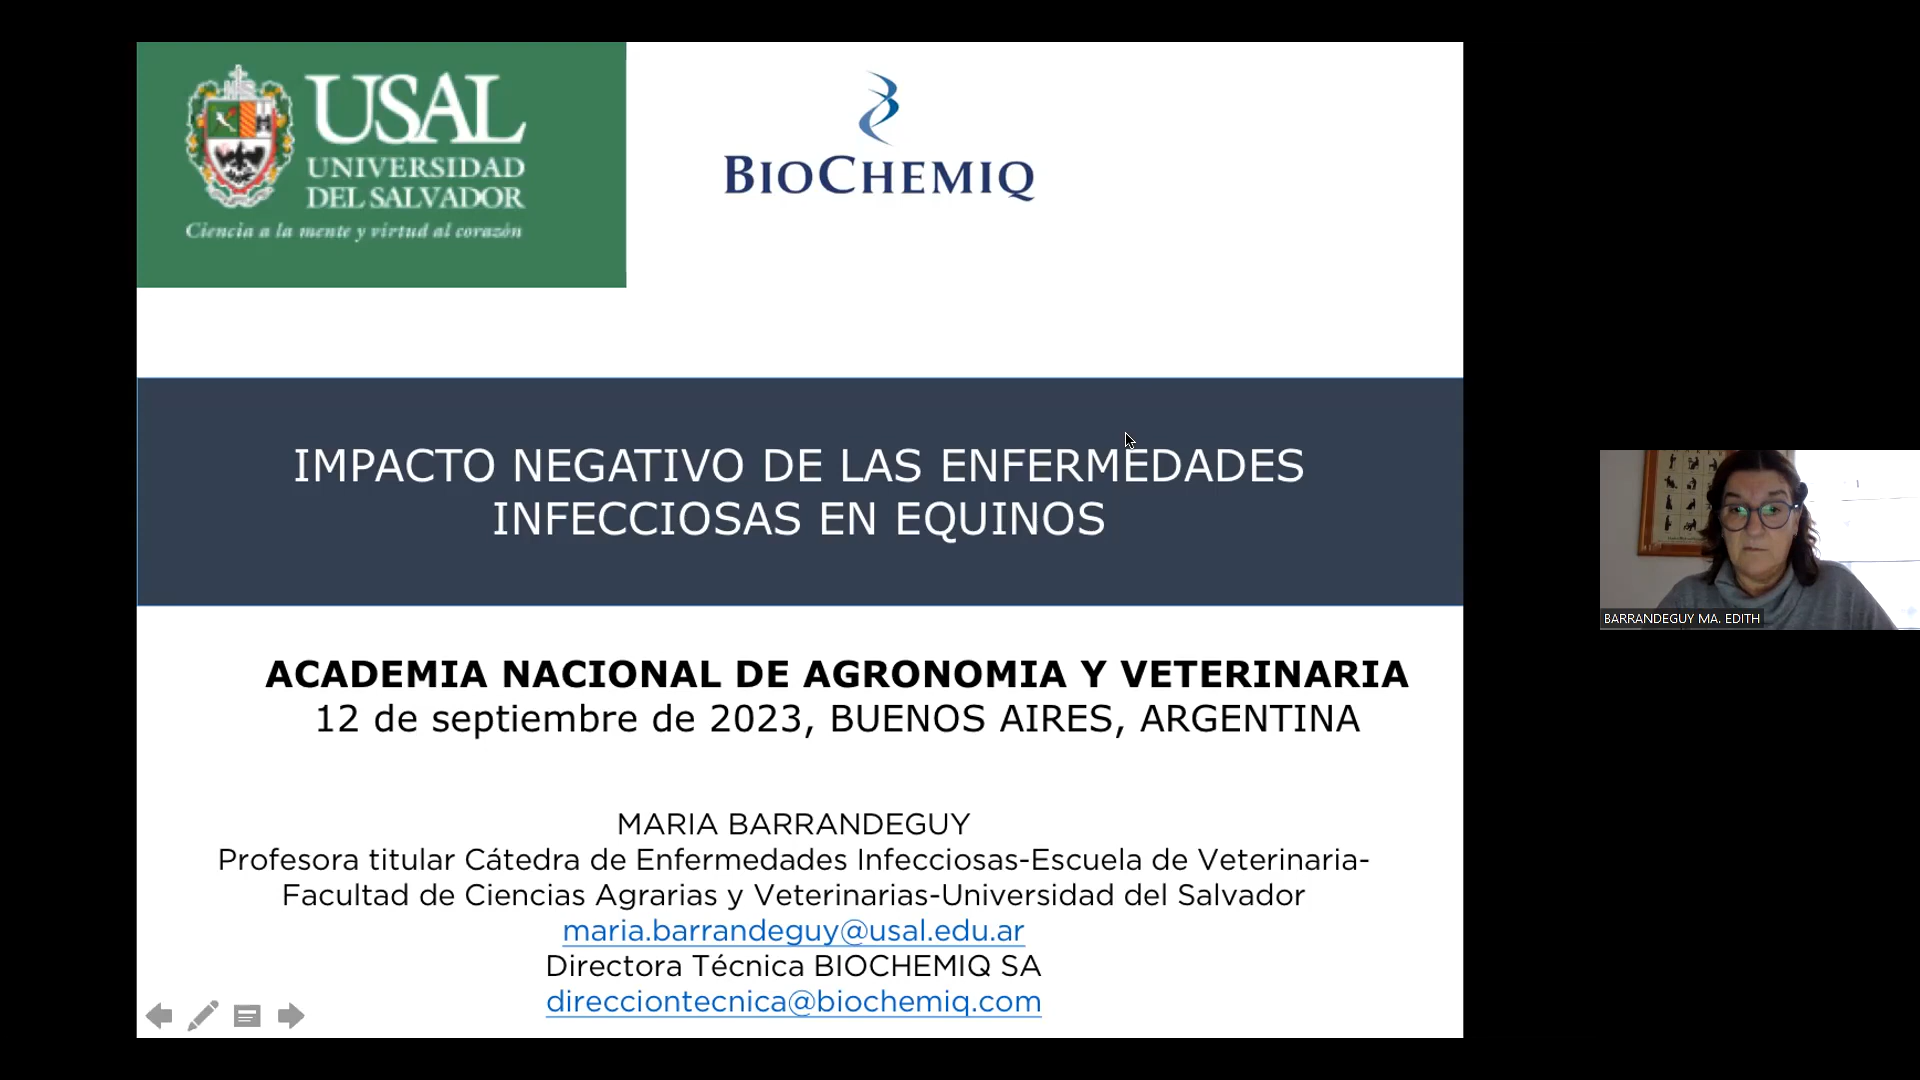 USAL
UNIVERSIDAD
DEL SALVADOR
Ciencia a la mente y virtud al corazón
BIOCHEMIQ
IMPACTO NEGATIVO DE LAS ENFERMEDADES
INFECCIOSAS EN EQUINOS
ACADEMIA NACIONAL DE AGRONOMIA Y VETERINARIA
12 de septiembre de 2023, BUENOS AIRES, ARGENTINA
MARIA BARRANDEGUY
Profesora titular Cátedra de Enfermedades Infecciosas-Escuela de Veterinaria-
Facultad de Ciencias Agrarias y Veterinarias-Universidad del Salvador
maria.barrandeguy@usal.edu.ar
Directora Técnica BIOCHEMIQ SA
direcciontecnica@biochemiq.com
BARRANDEGUY MA. EDITH